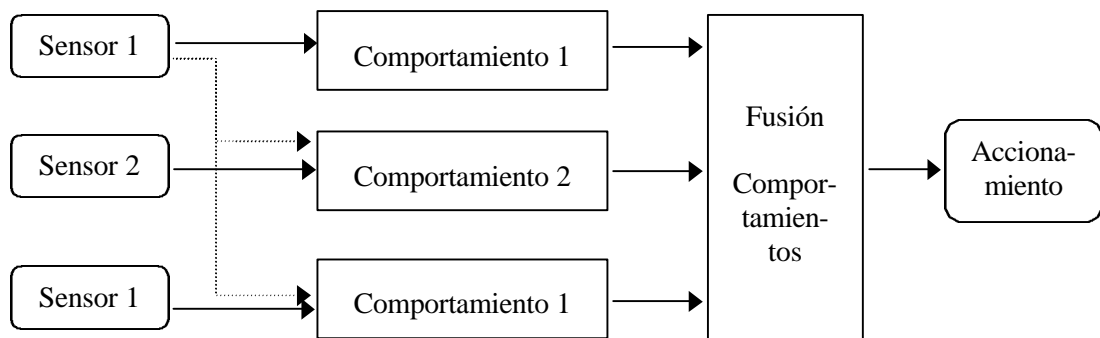 Sensor 1
Comportamiento 1
Sensor 2
Comportamiento 2
Sensor 1
Comportamiento 1
Fusión
Compor-
tamien-
tos
Acciona-
miento